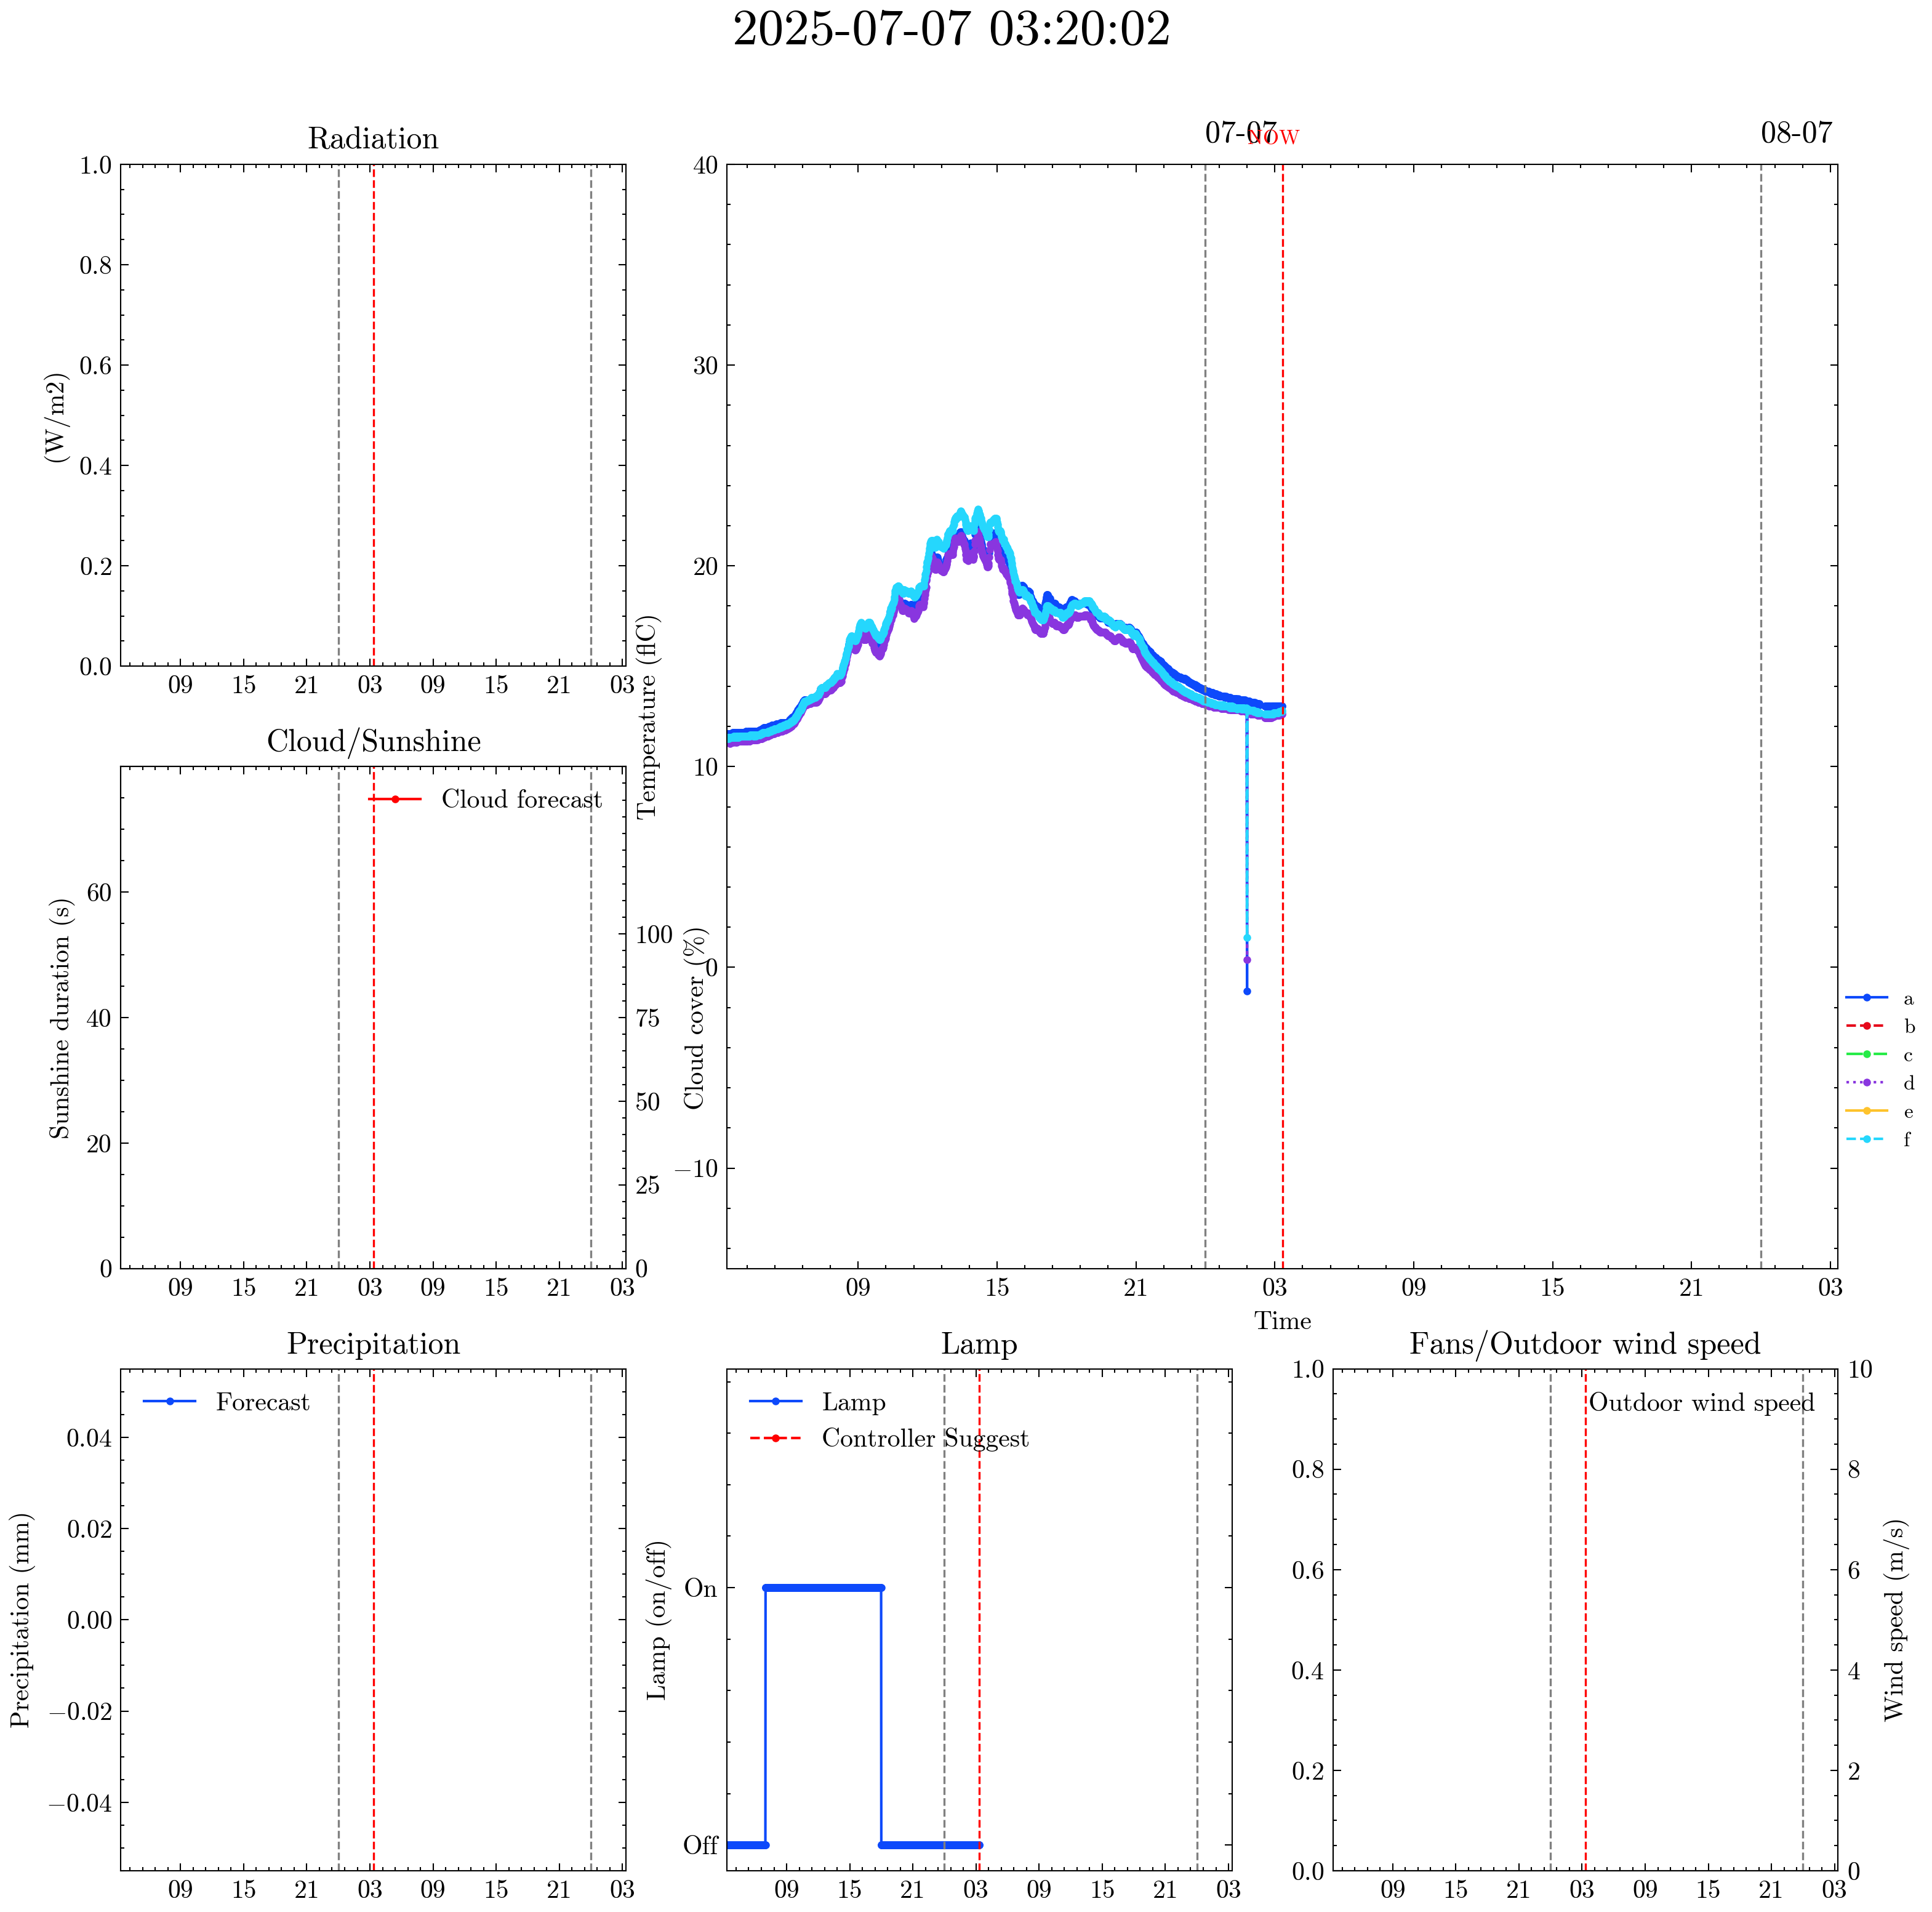 2025-07-07 03:20:02
Radiation
1.0
0.8
0.6
0.4
0.2
0.0
(W/m2)
09 15 21 03 09 15 21 03
07-07
NOW
08-07
40
30
20
10
0
−10
Temperature (ffiC)
09 15 21 03 09 15 21 03
Time
a
b
c
d
e
f
Cloud/Sunshine
Cloud forecast
60
40
20
0
Sunshine duration (s)
100
75
50
25
0
Cloud cover (%)
09 15 21 03 09 15 21 03
Precipitation
Forecast
0.04
0.02
0.00
−0.02
−0.04
Precipitation (mm)
09 15 21 03 09 15 21 03
Lamp
Lamp
Controller Suggest
On
Off
Lamp (on/off)
09 15 21 03 09 15 21 03
Fans/Outdoor wind speed
Outdoor wind speed
1.0
0.8
0.6
0.4
0.2
0.0
10
8
6
4
2
0
Wind speed (m/s)
09 15 21 03 09 15 21 03